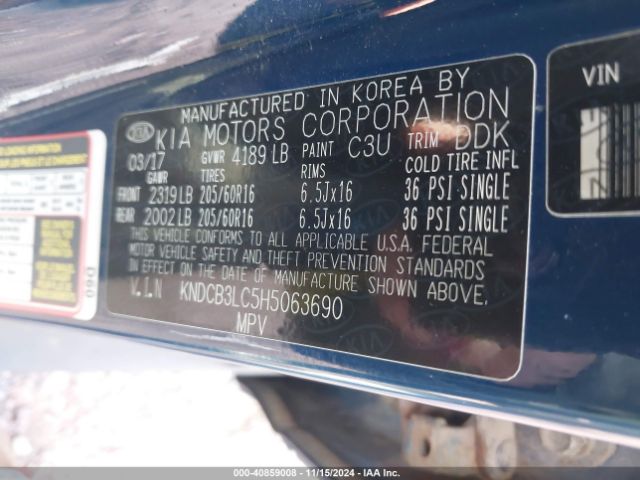 MANUFACTURED IN KOREA BY
KIA KIA MOTORS CORPORATION
03/17 GVWR 4189 LB PAINT C3U TRIM DDK
GAWR TIRES RIMS COLD TIRE INFL
FRONT 2319 LB 205/60R16 6.5Jx16 36 PSI SINGLE
REAR 2002 LB 205/60R16 6.5Jx16 36 PSI SINGLE
THIS VEHICLE CONFORMS TO ALL APPLICABLE U.S.A. FEDERAL
MOTOR VEHICLE SAFETY AND THEFT PREVENTION STANDARDS
IN EFFECT ON THE DATE OF MANUFACTURE SHOWN ABOVE.
V.I.N KNDCB3LC5H5063690
MPV
VIN
D60
000-40859008 - 11/15/2024 - IAA Inc.